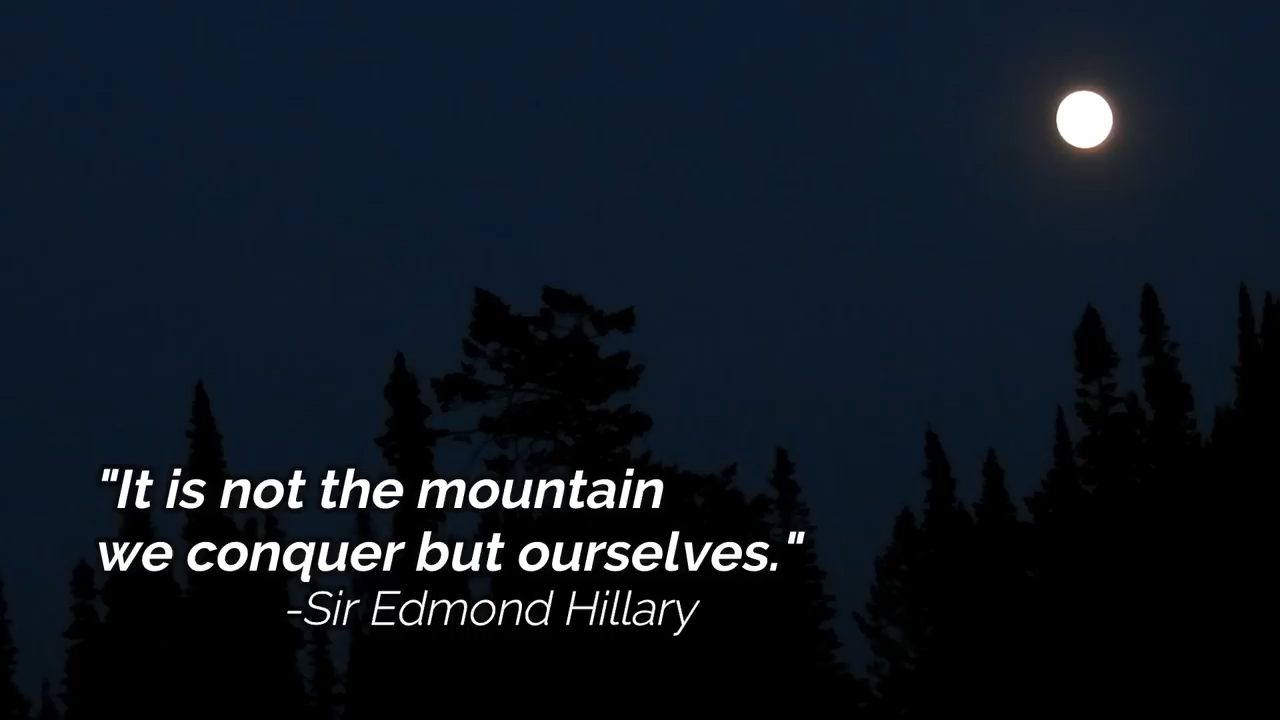 "It is not the mountain
we conquer but ourselves."
-Sir Edmond Hillary